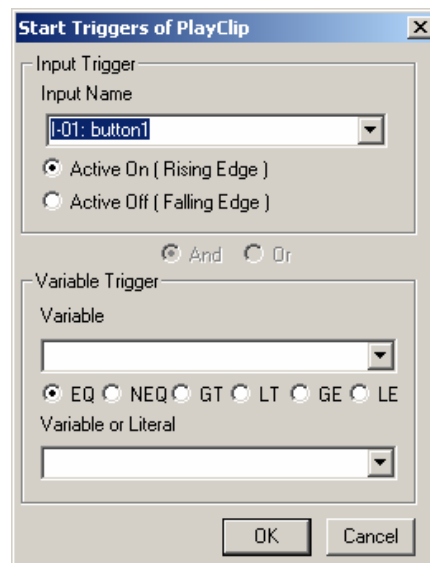 Start Triggers of PlayClip
Input Trigger
Input Name
I-01: button1
Active On ( Rising Edge )
Active Off ( Falling Edge )
And Or
Variable Trigger
Variable
EQ NEQ GT LT GE LE
Variable or Literal
OK Cancel